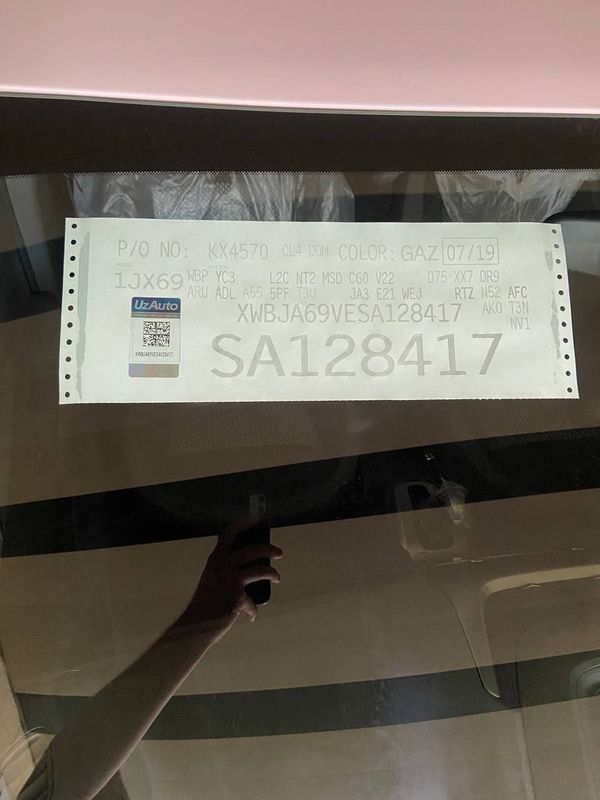 P/O NO: KX4570 CL4 DOM COLOR: GAZ 07/19
1JX69 WBP YC3 L2C NT2 MSD C60 V22 D75 XX7 DR9
ARU ADL A55 5PF T3U JA3 E21 WEJ RTZ N52 AFC
UzAuto
XWBJA69VESA128417 AKO T3N
NV1
XWBJA69VESA128417
SA128417